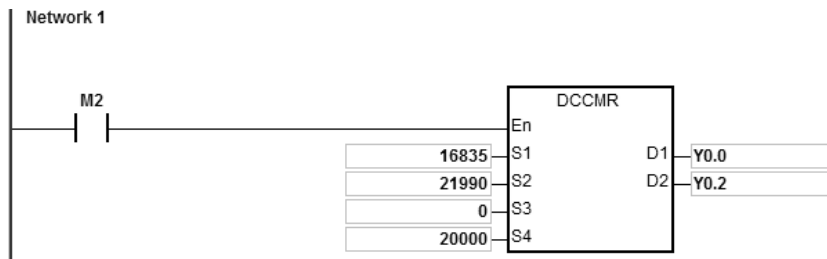 Network 1
M2
DCCMR
En
16835 S1 D1 Y0.0
21990 S2 D2 Y0.2
0 S3
20000 S4